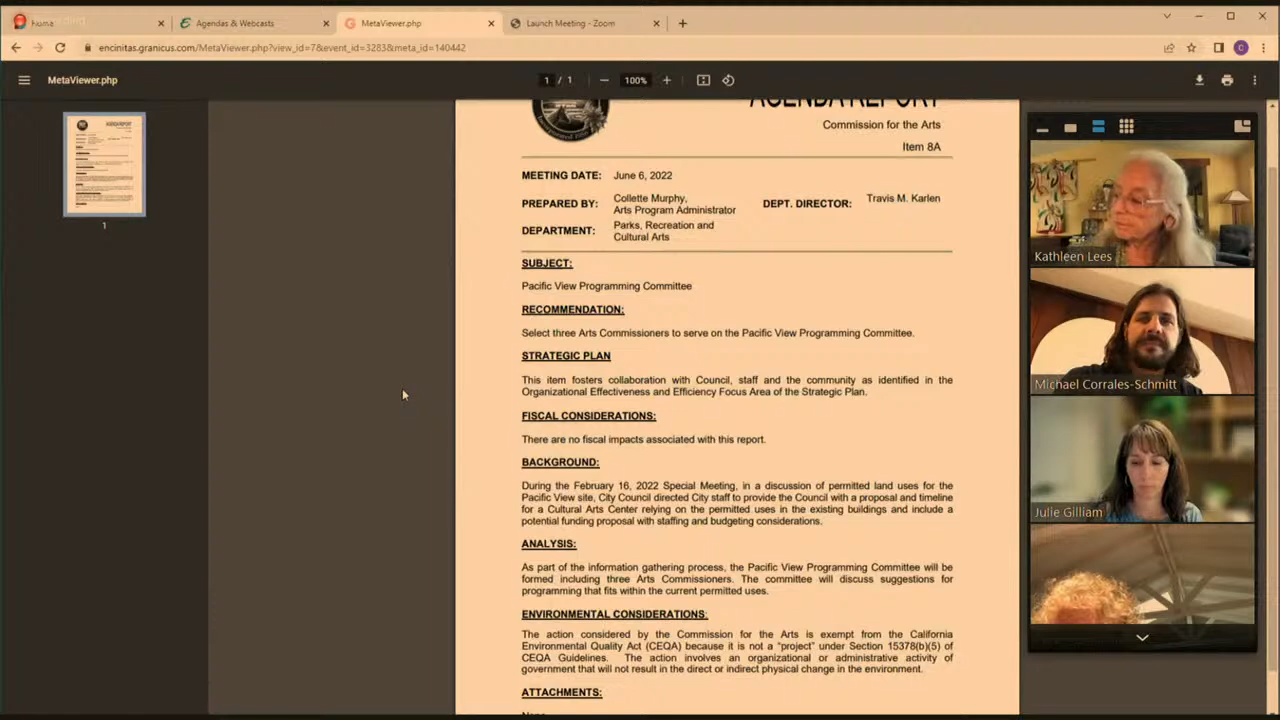 Agendas & Webcasts
MetaViewer.php
Launch Meeting - Zoom
encinitas.granicus.com/MetaViewer.php?view_id=7&event_id=3283&meta_id=140442
C
MetaViewer.php
1 / 1
100%
1
AGENDA REPORT
Commission for the Arts
Item 8A
MEETING DATE: June 6, 2022
PREPARED BY: Collette Murphy,
Arts Program Administrator
DEPT. DIRECTOR: Travis M. Karlen
DEPARTMENT: Parks, Recreation and
Cultural Arts
SUBJECT:
Pacific View Programming Committee
RECOMMENDATION:
Select three Arts Commissioners to serve on the Pacific View Programming Committee.
STRATEGIC PLAN
This item fosters collaboration with Council, staff and the community as identified in the
Organizational Effectiveness and Efficiency Focus Area of the Strategic Plan.
FISCAL CONSIDERATIONS:
There are no fiscal impacts associated with this report.
BACKGROUND:
During the February 16, 2022 Special Meeting, in a discussion of permitted land uses for the
Pacific View site, City Council directed City staff to provide the Council with a proposal and timeline
for a Cultural Arts Center relying on the permitted uses in the existing buildings and include a
potential funding proposal with staffing and budgeting considerations.
ANALYSIS:
As part of the information gathering process, the Pacific View Programming Committee will be
formed including three Arts Commissioners. The committee will discuss suggestions for
programming that fits within the current permitted uses.
ENVIRONMENTAL CONSIDERATIONS:
The action considered by the Commission for the Arts is exempt from the California
Environmental Quality Act (CEQA) because it is not a "project" under Section 15378(b)(5) of
CEQA Guidelines. The action involves an organizational or administrative activity of
government that will not result in the direct or indirect physical change in the environment.
ATTACHMENTS:
Kathleen Lees
Michael Corrales-Schmitt
Julie Gilliam